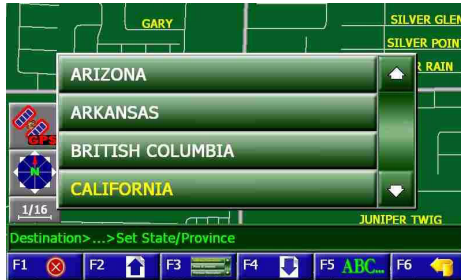 GARY
SILVER GLEN
SILVER POIN
R RAIN
ARIZONA
ARKANSAS
BRITISH COLUMBIA
CALIFORNIA
GPS
N
1/16
JUNIPER TWIG
Destination>...>Set State/Province
F1 F2 F3 F4 F5 ABC... F6